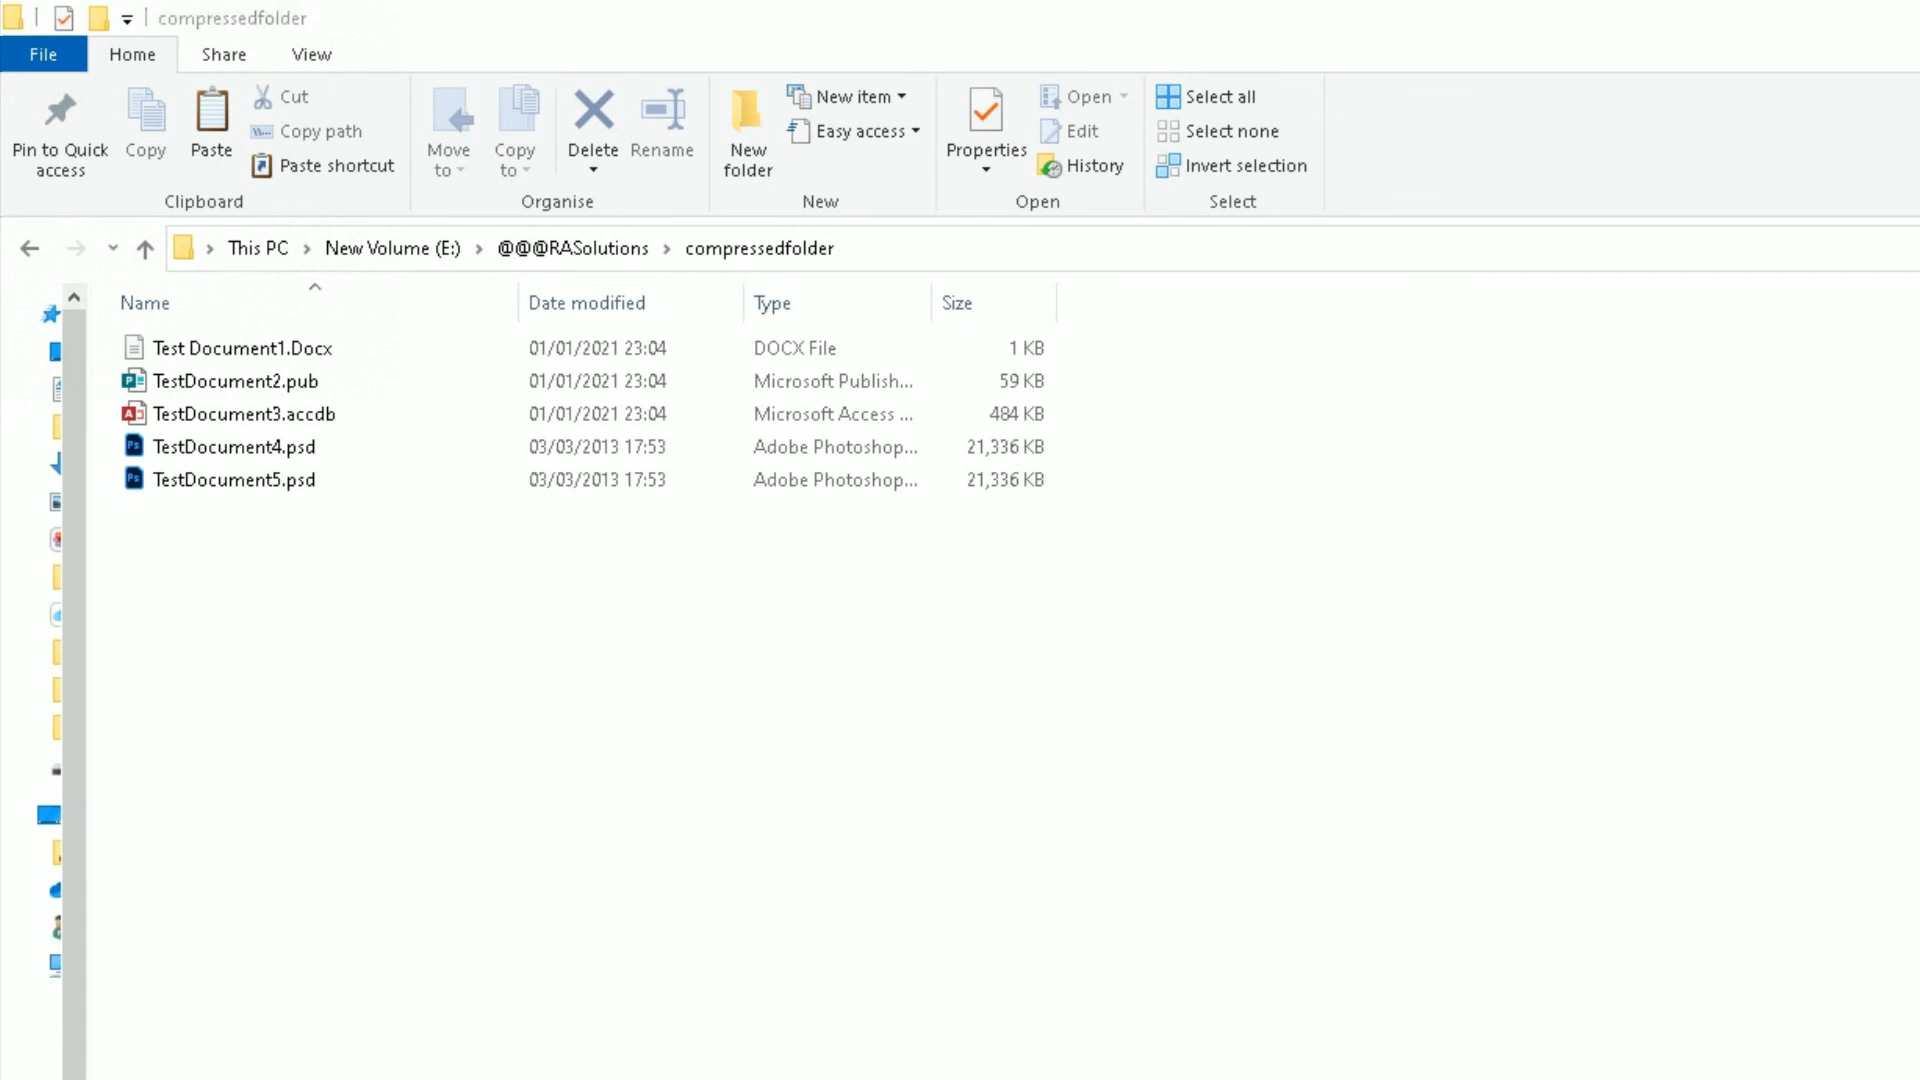 compressedfolder
File Home Share View
Pin to Quick access
Copy
Paste
Cut
Copy path
Paste shortcut
Clipboard
Move to
Copy to
Delete
Rename
Organise
New folder
New item
Easy access
New
Properties
Open
Edit
History
Open
Select all
Select none
Invert selection
Select
This PC New Volume (E:) @@@RASolutions compressedfolder
Name Date modified Type Size
Test Document1.Docx 01/01/2021 23:04 DOCX File 1 KB
TestDocument2.pub 01/01/2021 23:04 Microsoft Publish... 59 KB
TestDocument3.accdb 01/01/2021 23:04 Microsoft Access ... 484 KB
TestDocument4.psd 03/03/2013 17:53 Adobe Photoshop... 21,336 KB
TestDocument5.psd 03/03/2013 17:53 Adobe Photoshop... 21,336 KB